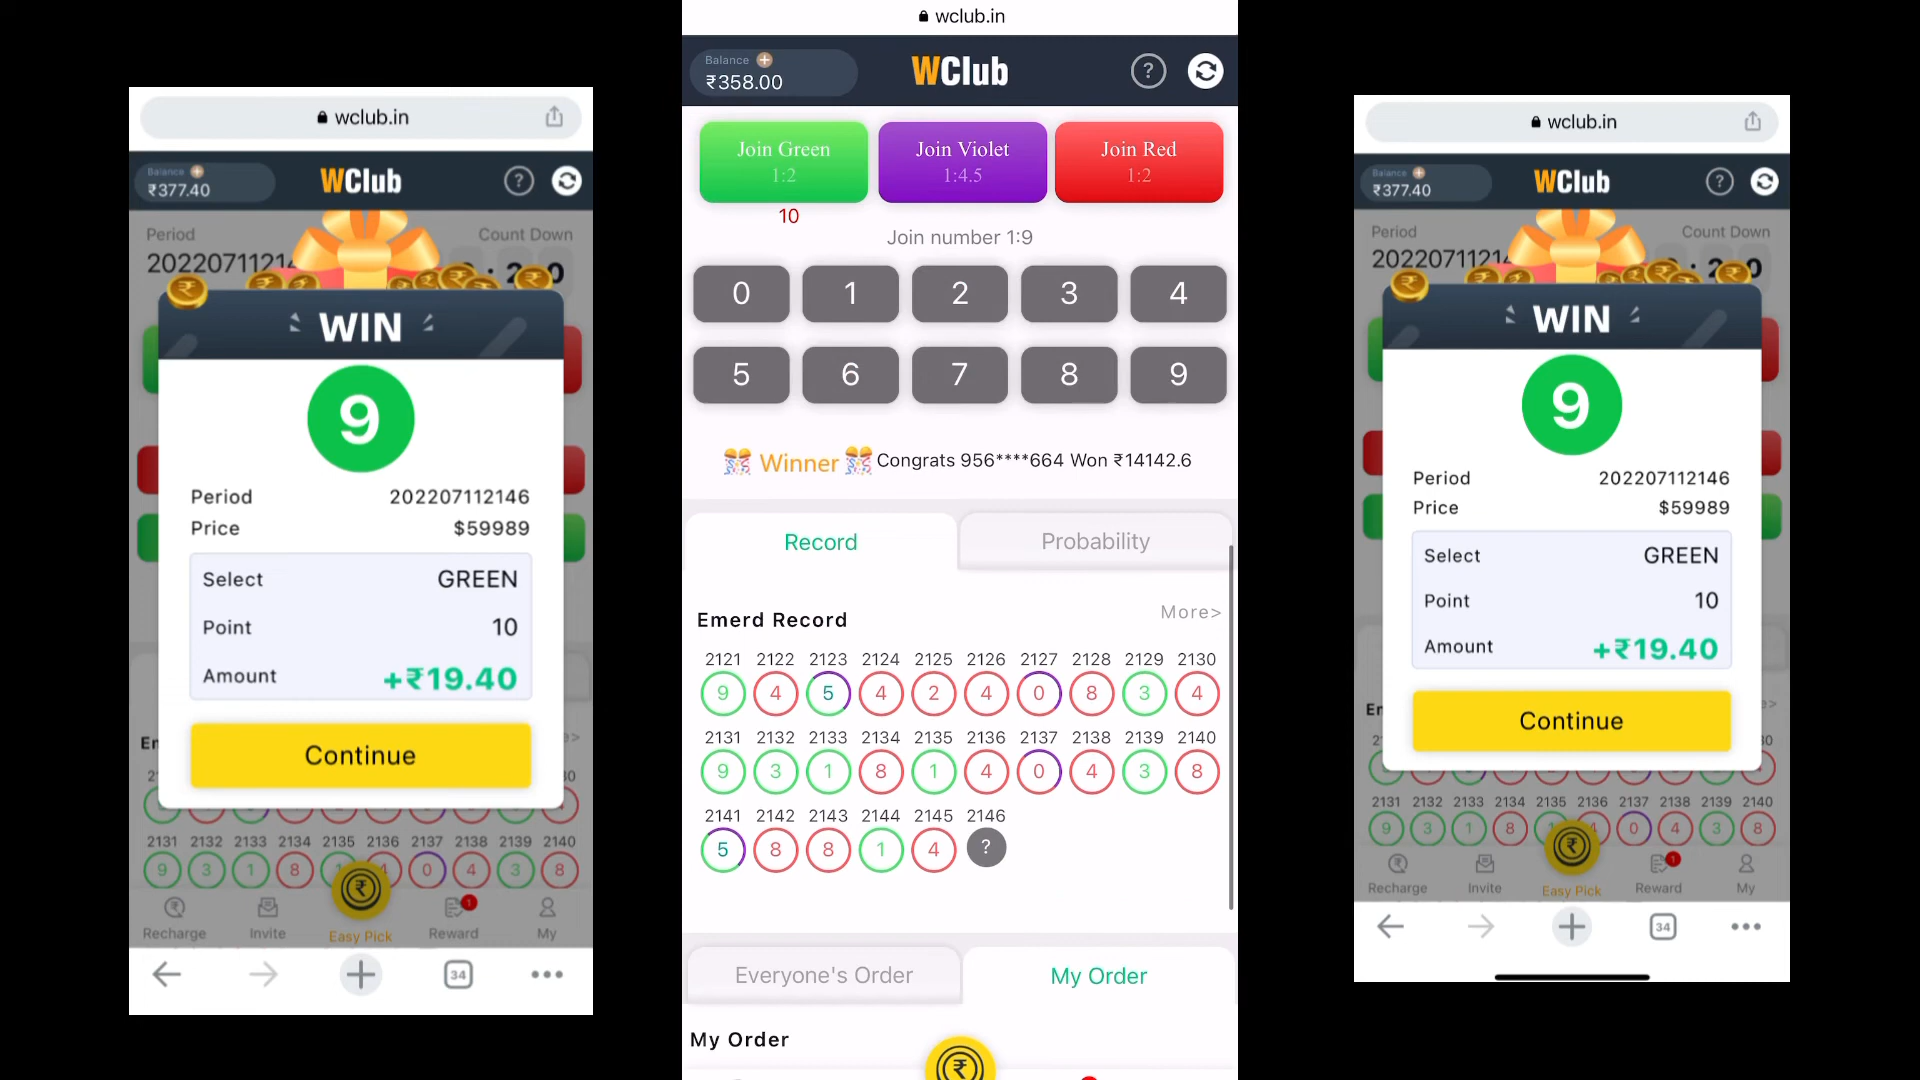 wclub.in
Balance
₹377.40
WClub
?
Period
Count Down
WIN
9
Period 202207112146
Price $59989
Select GREEN
Point 10
Amount +₹19.40
Continue
2131 2132 2133 2134 2135 2136 2137 2138 2139 2140
9 3 1 8 0 4 3 8
Recharge Invite Easy Pick Reward My
1
34
wclub.in
Balance
₹358.00
WClub
?
Join Green
1:2
Join Violet
1:4.5
Join Red
1:2
10
Join number 1:9
0 1 2 3 4
5 6 7 8 9
Winner Congrats 956****664 Won ₹14142.6
Record Probability
Emerd Record More>
2121 2122 2123 2124 2125 2126 2127 2128 2129 2130
9 4 5 4 2 4 0 8 3 4
2131 2132 2133 2134 2135 2136 2137 2138 2139 2140
9 3 1 8 1 4 0 4 3 8
2141 2142 2143 2144 2145 2146
5 8 8 1 4 ?
Everyone's Order My Order
My Order
wclub.in
Balance
₹377.40
WClub
?
Period
Count Down
WIN
9
Period 202207112146
Price $59989
Select GREEN
Point 10
Amount +₹19.40
Continue
2131 2132 2133 2134 2135 2136 2137 2138 2139 2140
9 3 1 8 0 4 3 8
Recharge Invite Easy Pick Reward My
1
34